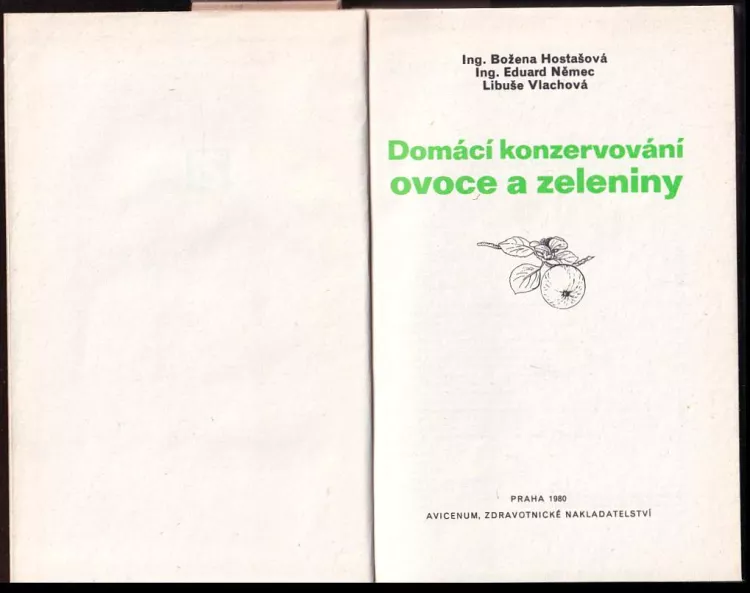 Ing. Božena Hostašová
Ing. Eduard Němec
Libuše Vlachová
Domácí konzervování
ovoce a zeleniny
PRAHA 1980
AVICENUM, ZDRAVOTNICKÉ NAKLADATELSTVÍ